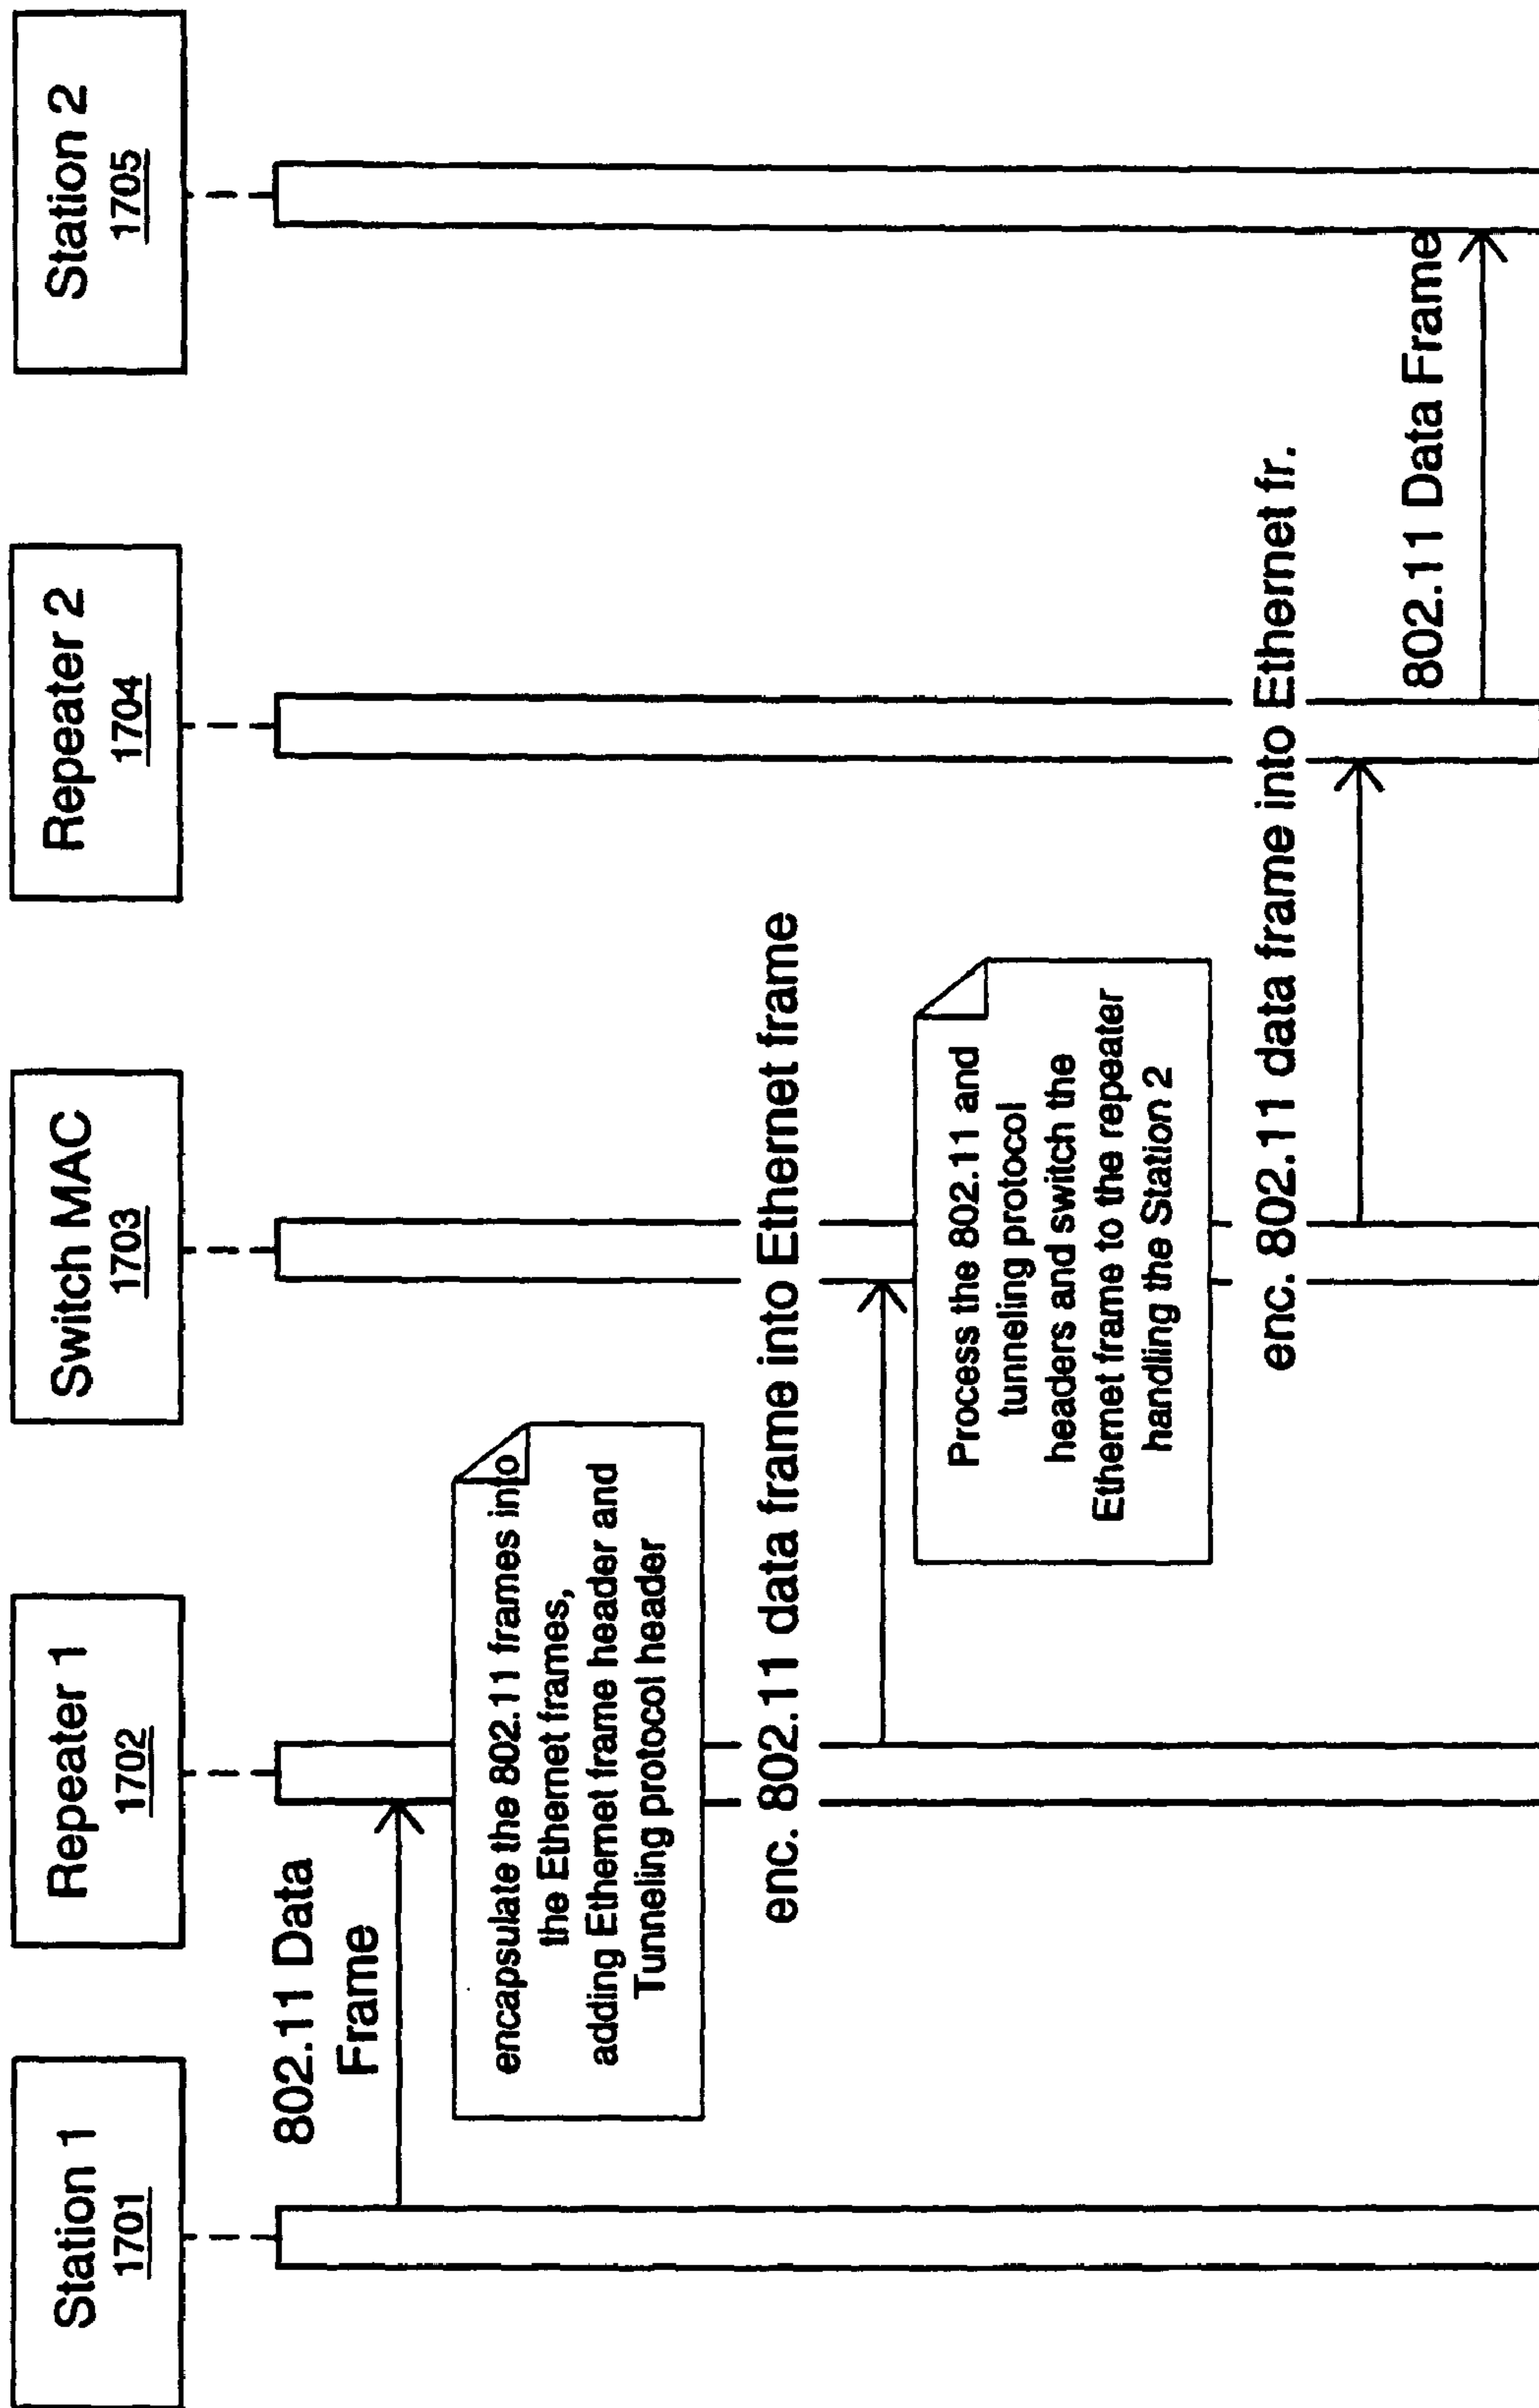 Station 1
1701
Repeater 1
1702
Switch MAC
1703
Repeater 2
1704
Station 2
1705
802.11 Data
Frame
encapsulate the 802.11 frames into
the Ethernet frames,
adding Ethernet frame header and
Tunneling protocol header
enc. 802.11 data frame into Ethernet frame
Process the 802.11 and
tunneling protocol
headers and switch the
Ethernet frame to the repeater
handling the Station 2
enc. 802.11 data frame into Ethernet fr.
802.11 Data Frame